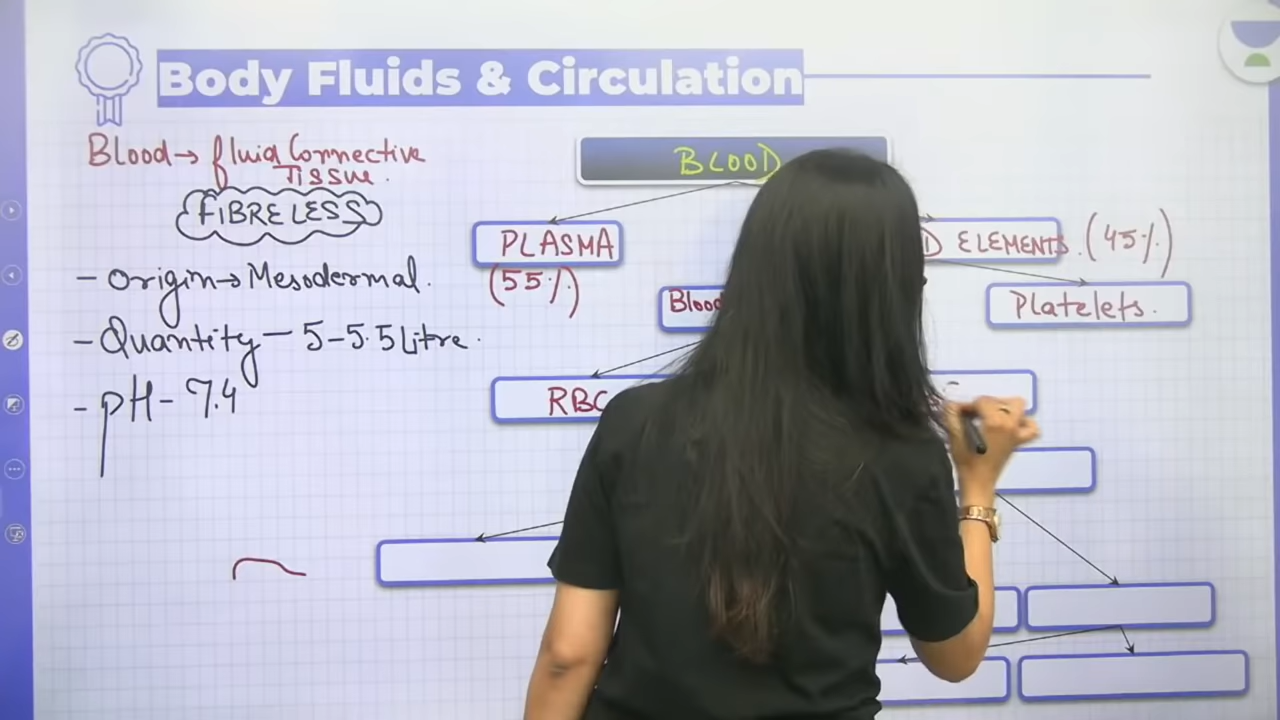 Body Fluids & Circulation
Blood → fluid Connective
Tissue.
FIBRELESS
- Origin → Mesodermal.
- Quantity - 5-5.5 Litre.
- pH - 7.4
BLOOD
PLASMA
(55%)
D ELEMENTS. (45%)
Blood
Platelets.
RBC